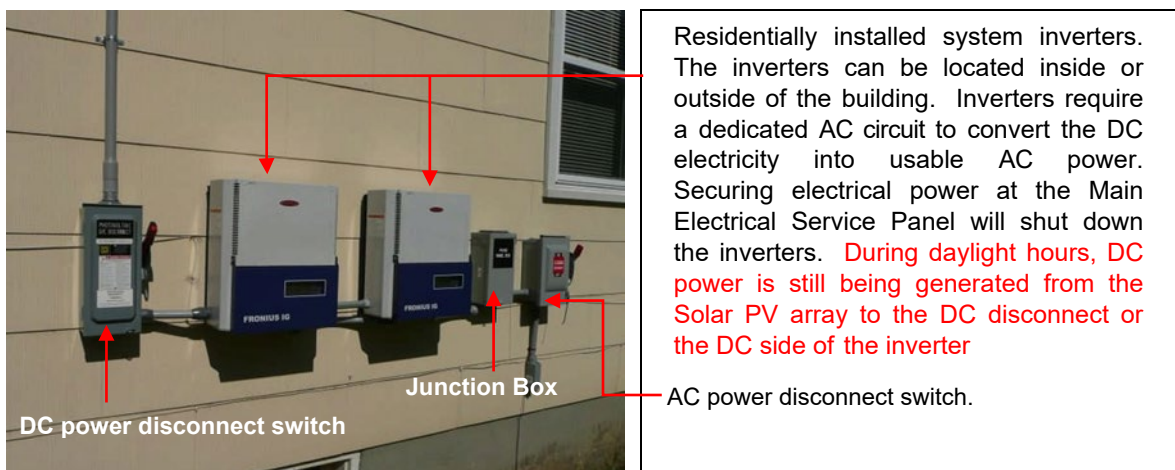 Residentially installed system inverters.
The inverters can be located inside or
outside of the building. Inverters require
a dedicated AC circuit to convert the DC
electricity into usable AC power.
Securing electrical power at the Main
Electrical Service Panel will shut down
the inverters. During daylight hours, DC
power is still being generated from the
Solar PV array to the DC disconnect or
the DC side of the inverter
AC power disconnect switch.
PHOTOVOLTAIC
DISCONNECT
FRONIUS IG
FRONIUS IG
Junction Box
DC power disconnect switch